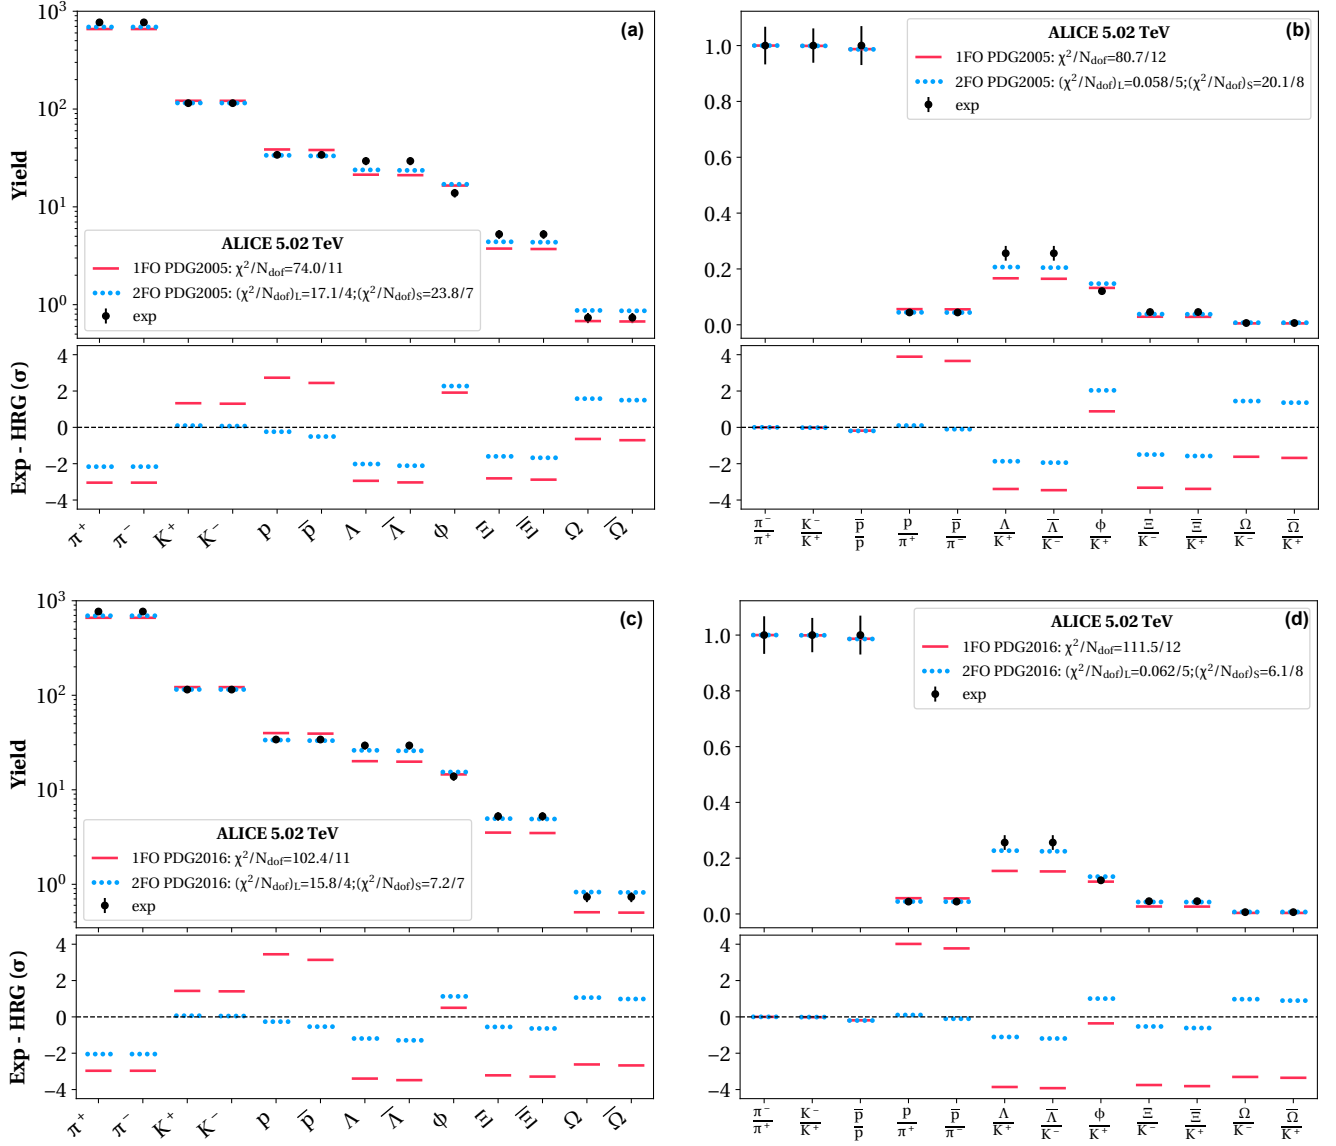 (a)
10³
10²
10¹
10⁰
Yield
ALICE 5.02 TeV
1FO PDG2005: χ²/N_dof=74.0/11
2FO PDG2005: (χ²/N_dof)_L=17.1/4;(χ²/N_dof)_S=23.8/7
exp
4
2
0
−2
−4
Exp - HRG (σ)
π⁺ π⁻ K⁺ K⁻ p p̅ Λ Λ̅ ϕ Ξ Ξ̅ Ω Ω̅
(b)
1.0
0.8
0.6
0.4
0.2
0.0
ALICE 5.02 TeV
1FO PDG2005: χ²/N_dof=80.7/12
2FO PDG2005: (χ²/N_dof)_L=0.058/5;(χ²/N_dof)_S=20.1/8
exp
4
2
0
−2
−4
π⁻/π⁺ K⁻/K⁺ p̅/p p/π⁺ p̅/π⁻ Λ/K⁺ Λ̅/K⁻ ϕ/K⁺ Ξ/K⁻ Ξ̅/K⁺ Ω/K⁻ Ω̅/K⁺
(c)
10³
10²
10¹
10⁰
Yield
ALICE 5.02 TeV
1FO PDG2016: χ²/N_dof=102.4/11
2FO PDG2016: (χ²/N_dof)_L=15.8/4;(χ²/N_dof)_S=7.2/7
exp
4
2
0
−2
−4
Exp - HRG (σ)
π⁺ π⁻ K⁺ K⁻ p p̅ Λ Λ̅ ϕ Ξ Ξ̅ Ω Ω̅
(d)
1.0
0.8
0.6
0.4
0.2
0.0
ALICE 5.02 TeV
1FO PDG2016: χ²/N_dof=111.5/12
2FO PDG2016: (χ²/N_dof)_L=0.062/5;(χ²/N_dof)_S=6.1/8
exp
4
2
0
−2
−4
π⁻/π⁺ K⁻/K⁺ p̅/p p/π⁺ p̅/π⁻ Λ/K⁺ Λ̅/K⁻ ϕ/K⁺ Ξ/K⁻ Ξ̅/K⁺ Ω/K⁻ Ω̅/K⁺